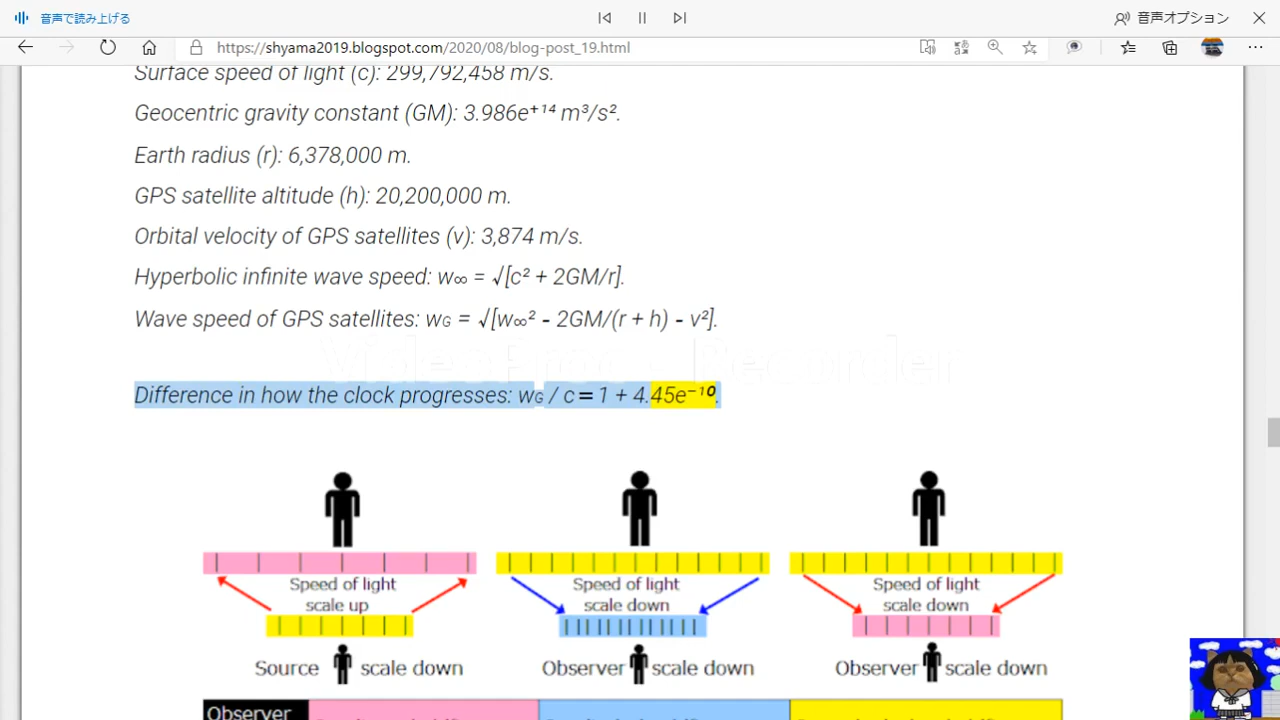 音声で読み上げる
音声オプション
https://shyama2019.blogspot.com/2020/08/blog-post_19.html
Surface speed of light (c): 299,792,458 m/s.
Geocentric gravity constant (GM): 3.986e⁺¹⁴ m³/s².
Earth radius (r): 6,378,000 m.
GPS satellite altitude (h): 20,200,000 m.
Orbital velocity of GPS satellites (v): 3,874 m/s.
Hyperbolic infinite wave speed: w∞ = √[c² + 2GM/r].
Wave speed of GPS satellites: wɢ = √[w∞² - 2GM/(r + h) - v²].
VideoProc Recorder
Difference in how the clock progresses: wɢ / c = 1 + 4.45e⁻¹⁰.
Speed of light
scale up
Speed of light
scale down
Speed of light
scale down
Source scale down
Observer scale down
Observer scale down
Observer